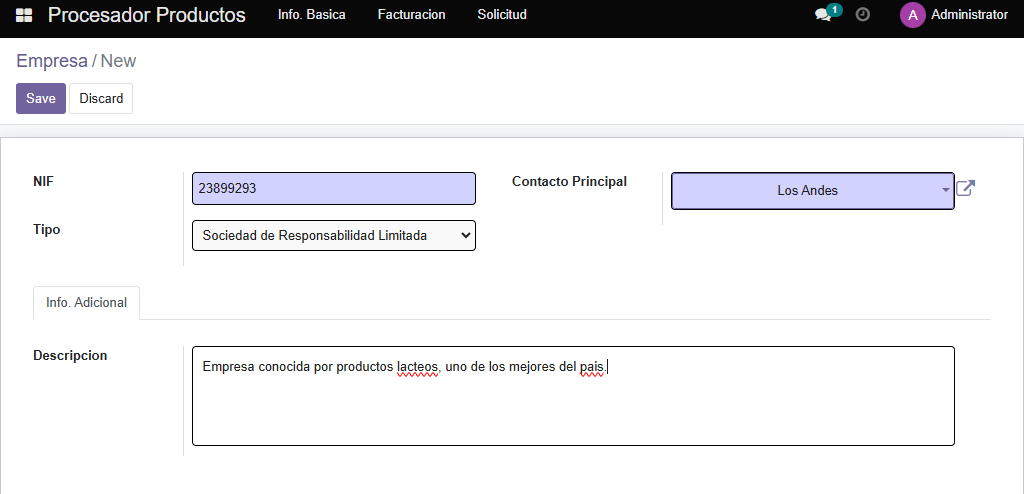 Procesador Productos Info. Basica Facturacion Solicitud 1 A Administrator
Empresa / New
Save Discard
NIF 23899293 Contacto Principal Los Andes
Tipo Sociedad de Responsabilidad Limitada
Info. Adicional
Descripcion Empresa conocida por productos lacteos, uno de los mejores del pais.